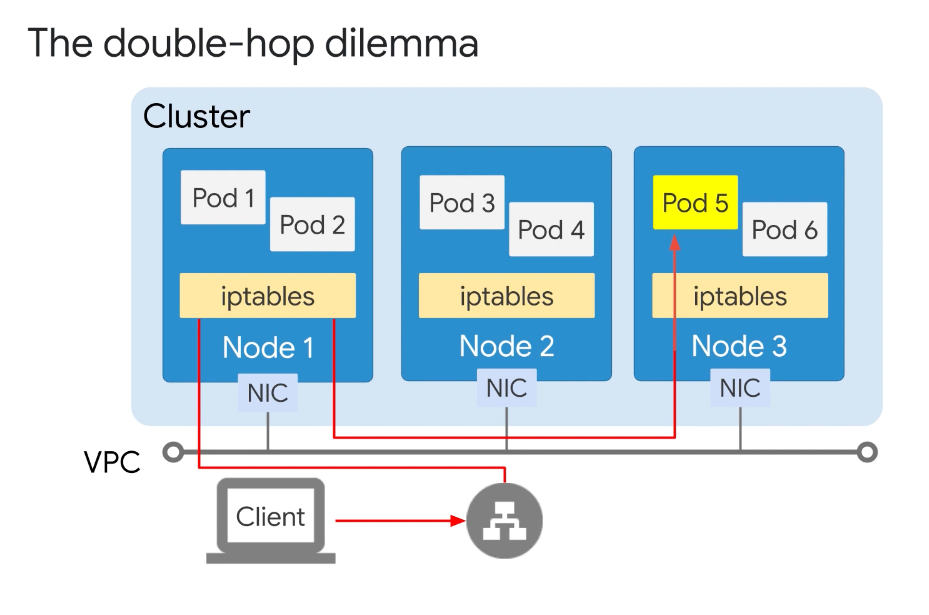 The double-hop dilemma
Cluster
Pod 1
Pod 2
iptables
Node 1
NIC
Pod 3
Pod 4
iptables
Node 2
NIC
Pod 5
Pod 6
iptables
Node 3
NIC
VPC
Client